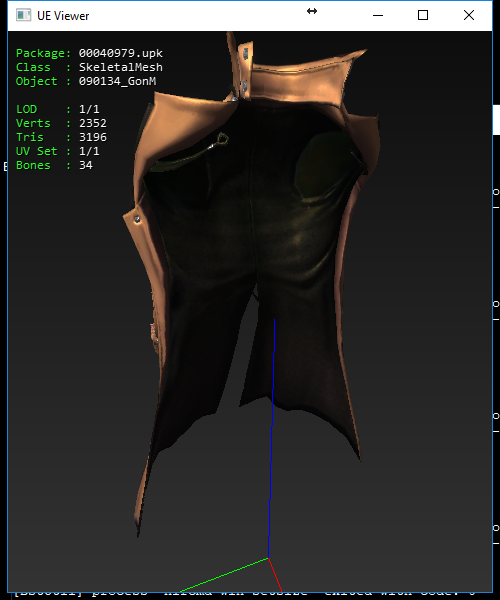 UE Viewer
Package: 00040979.upk
Class : SkeletalMesh
Object : 090134_GonM
LOD : 1/1
Verts : 2352
Tris : 3196
UV Set : 1/1
Bones : 34